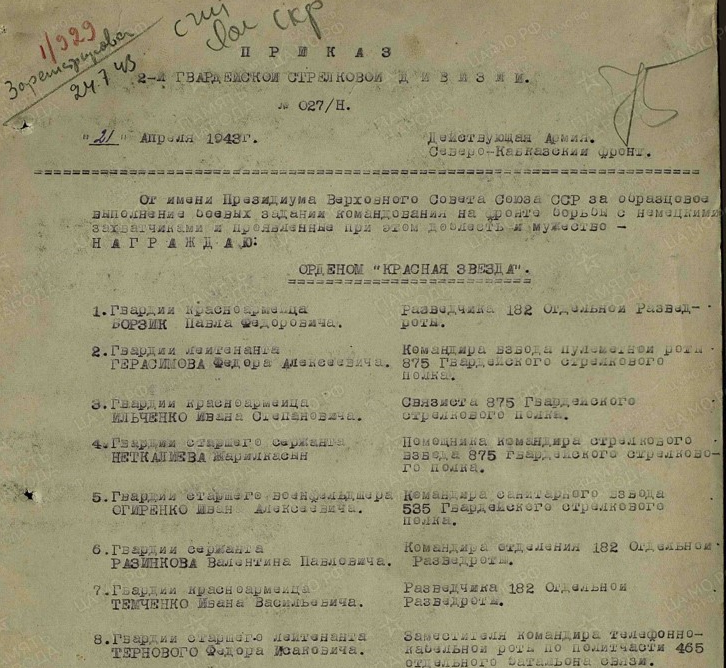 1/929
Зарегистрирова
24.7.43
скр
П Р И К А З
2-Й ГВАРДЕЙСКОЙ СТРЕЛКОВОЙ Д И В И З И И.
№ 027/Н.
"21" Апреля 1943г. Действующая Армия.
Северо-Кавказский фронт.
От имени Президиума Верховного Совета Союза ССР за образцовое
выполнение боевых заданий командования на фронте борьбы с немецкими
захватчиками и проявленные при этом доблесть и мужество –
Н А Г Р А Ж Д А Ю:
ОРДЕНОМ "КРАСНАЯ ЗВЕЗДА".
1. Гвардии красноармейца Разведчика 182 Отдельной Развед-
БОРЗИК Павла Федоровича. роты.
2. Гвардии лейтенанта Командира взвода пулеметной роты
ГЕРАСИМОВА Федора Алексеевича. 875 Гвардейского стрелкового
полка.
3. Гвардии красноармейца Связиста 875 Гвардейского
ИЛЬЧЕНКО Ивана Степановича. стрелкового полка.
4. Гвардии старшего сержанта Помощника командира стрелкового
НЕТКАЛИЕВА Жарилкасын взвода 875 Гвардейского стрелково-
го полка.
5. Гвардии старшего военфельдшера Командира санитарного взвода
ОГИРЕНКО Иван Алексеевича. 535 Гвардейского стрелкового
полка.
6. Гвардии сержанта Командира отделения 182 Отдельной
РАЗИНКОВА Валентина Павловича. Разведроты.
7. Гвардии красноармейца Разведчика 182 Отдельной
ТЕМЧЕНКО Ивана Васильевича. Разведроты.
8. Гвардии старшего лейтенанта Заместителя командира телефонно-
ТЕРНОВОГО Федора Исаковича. кабельной роты по политчасти 465
отдельного батальона связи.